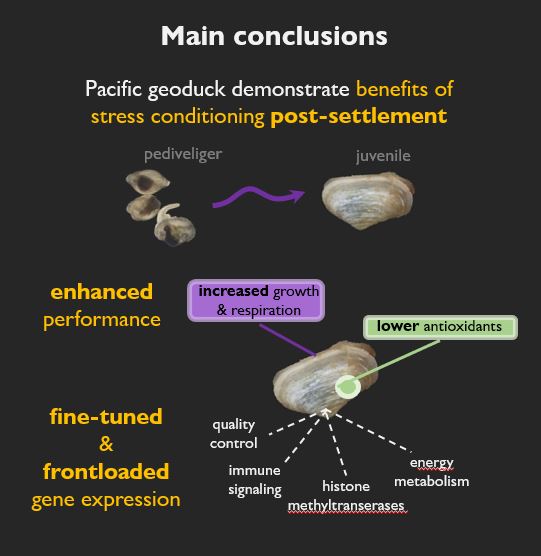 Main conclusions
Pacific geoduck demonstrate benefits of
stress conditioning post-settlement
pediveliger
juvenile
enhanced
performance
increased growth
& respiration
lower antioxidants
fine-tuned
&
frontloaded
gene expression
quality
control
immune
signaling
histone
methyltranserases
energy
metabolism